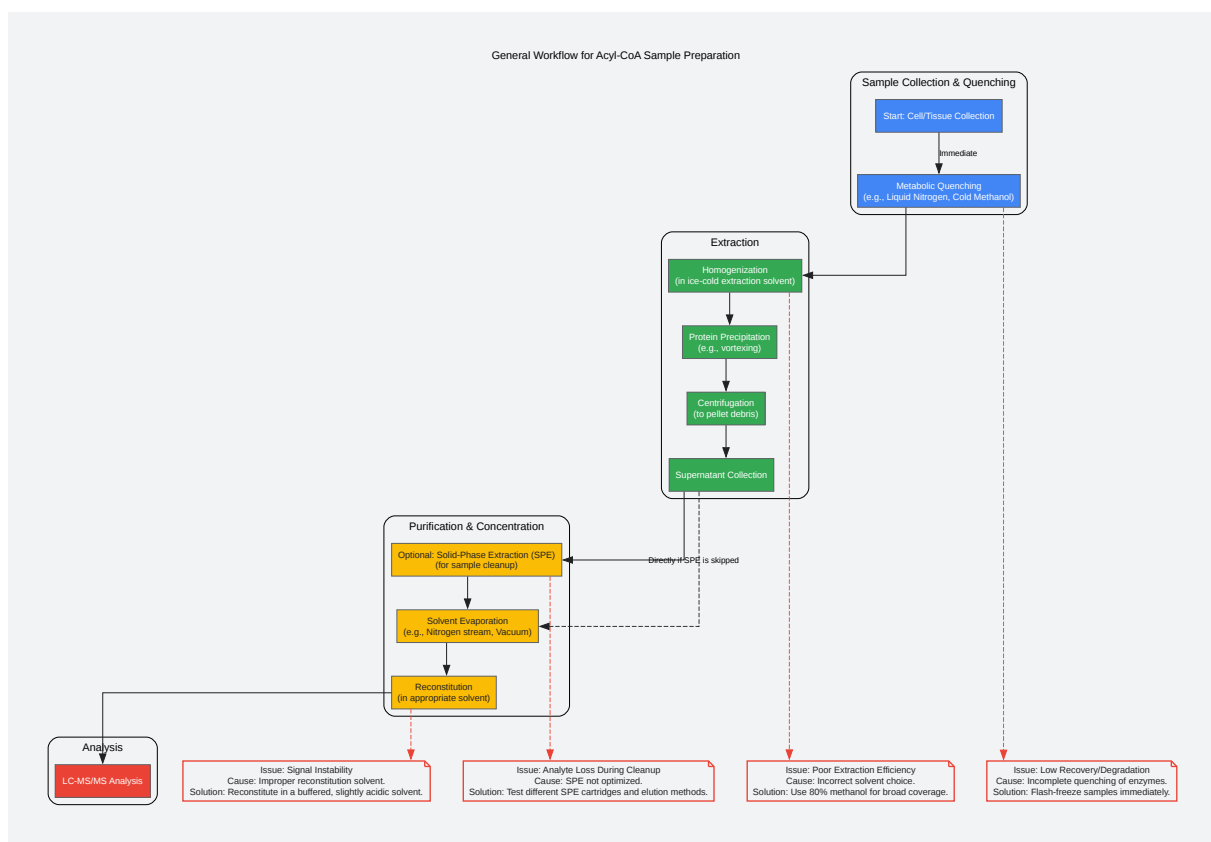 General Workflow for Acyl-CoA Sample Preparation
Sample Collection & Quenching
Start: Cell/Tissue Collection
Immediate
Metabolic Quenching
(e.g., Liquid Nitrogen, Cold Methanol)
Extraction
Homogenization
(in ice-cold extraction solvent)
Protein Precipitation
(e.g., vortexing)
Centrifugation
(to pellet debris)
Supernatant Collection
Purification & Concentration
Optional: Solid-Phase Extraction (SPE)
(for sample cleanup)
Directly if SPE is skipped
Solvent Evaporation
(e.g., Nitrogen stream, Vacuum)
Reconstitution
(in appropriate solvent)
Analysis
LC-MS/MS Analysis
Issue: Signal Instability
Cause: Improper reconstitution solvent.
Solution: Reconstitute in a buffered, slightly acidic solvent.
Issue: Analyte Loss During Cleanup
Cause: SPE not optimized.
Solution: Test different SPE cartridges and elution methods.
Issue: Poor Extraction Efficiency
Cause: Incorrect solvent choice.
Solution: Use 80% methanol for broad coverage.
Issue: Low Recovery/Degradation
Cause: Incomplete quenching of enzymes.
Solution: Flash-freeze samples immediately.